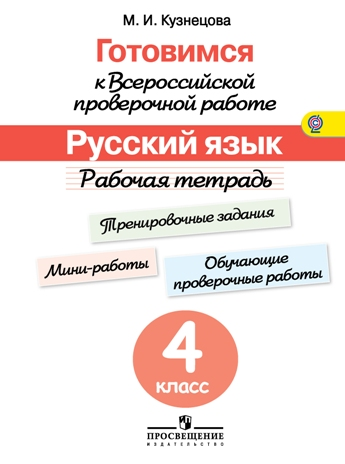 М. И. Кузнецова
Готовимся
к Всероссийской
проверочной работе
Русский язык
Рабочая тетрадь
Тренировочные задания
Мини-работы
Обучающие
проверочные работы
4
класс
ПРОСВЕЩЕНИЕ
ИЗДАТЕЛЬСТВО